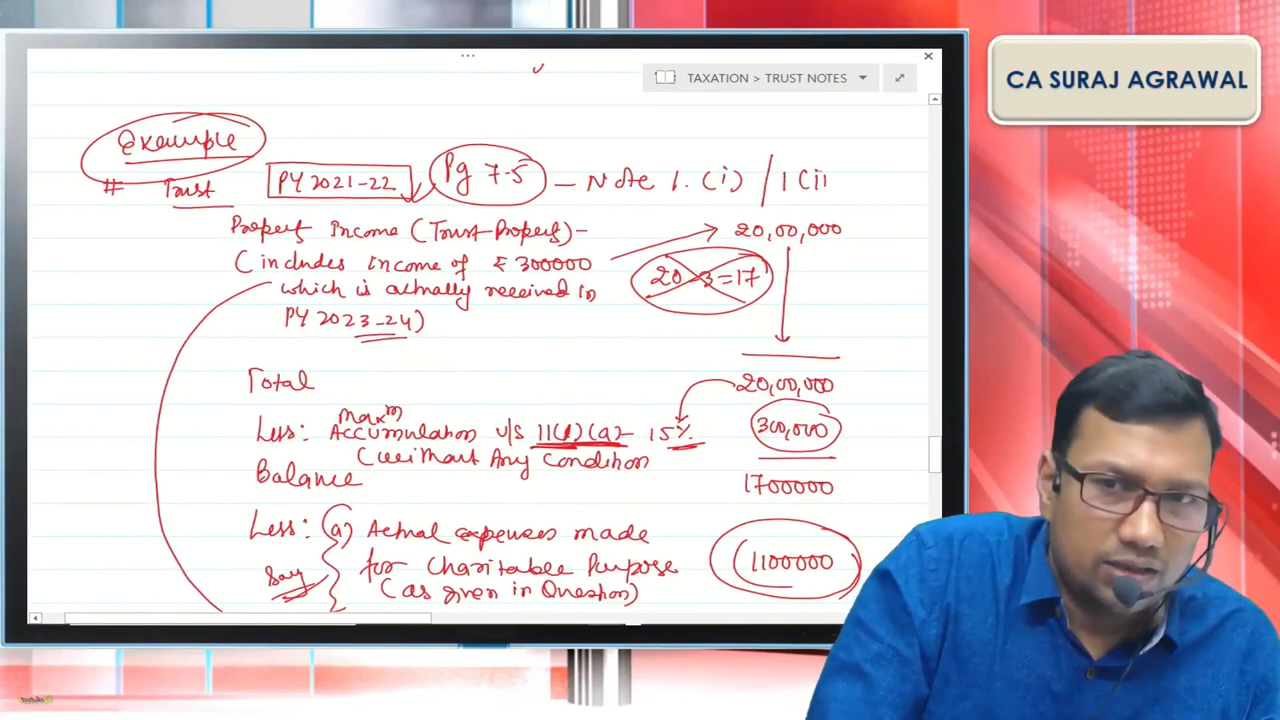 CA SURAJ AGRAWAL
TAXATION > TRUST NOTES
Example
# Trust PY 2021-22 Pg 7.5 - Note 1.(i) / 1(ii
Property Income (Trust Property) - 20,00,000
(includes Income of ₹ 300000 20-3=17
which is actually received in
PY 2023-24)
Total 20,00,000
Less: Maxm Accumulation u/s 11(1)(a) - 15% 300,000
(without Any condition
Balance 1700000
Less: (a) Actual expenses made
for charitable Purpose 1100000
Say (as given in Question)